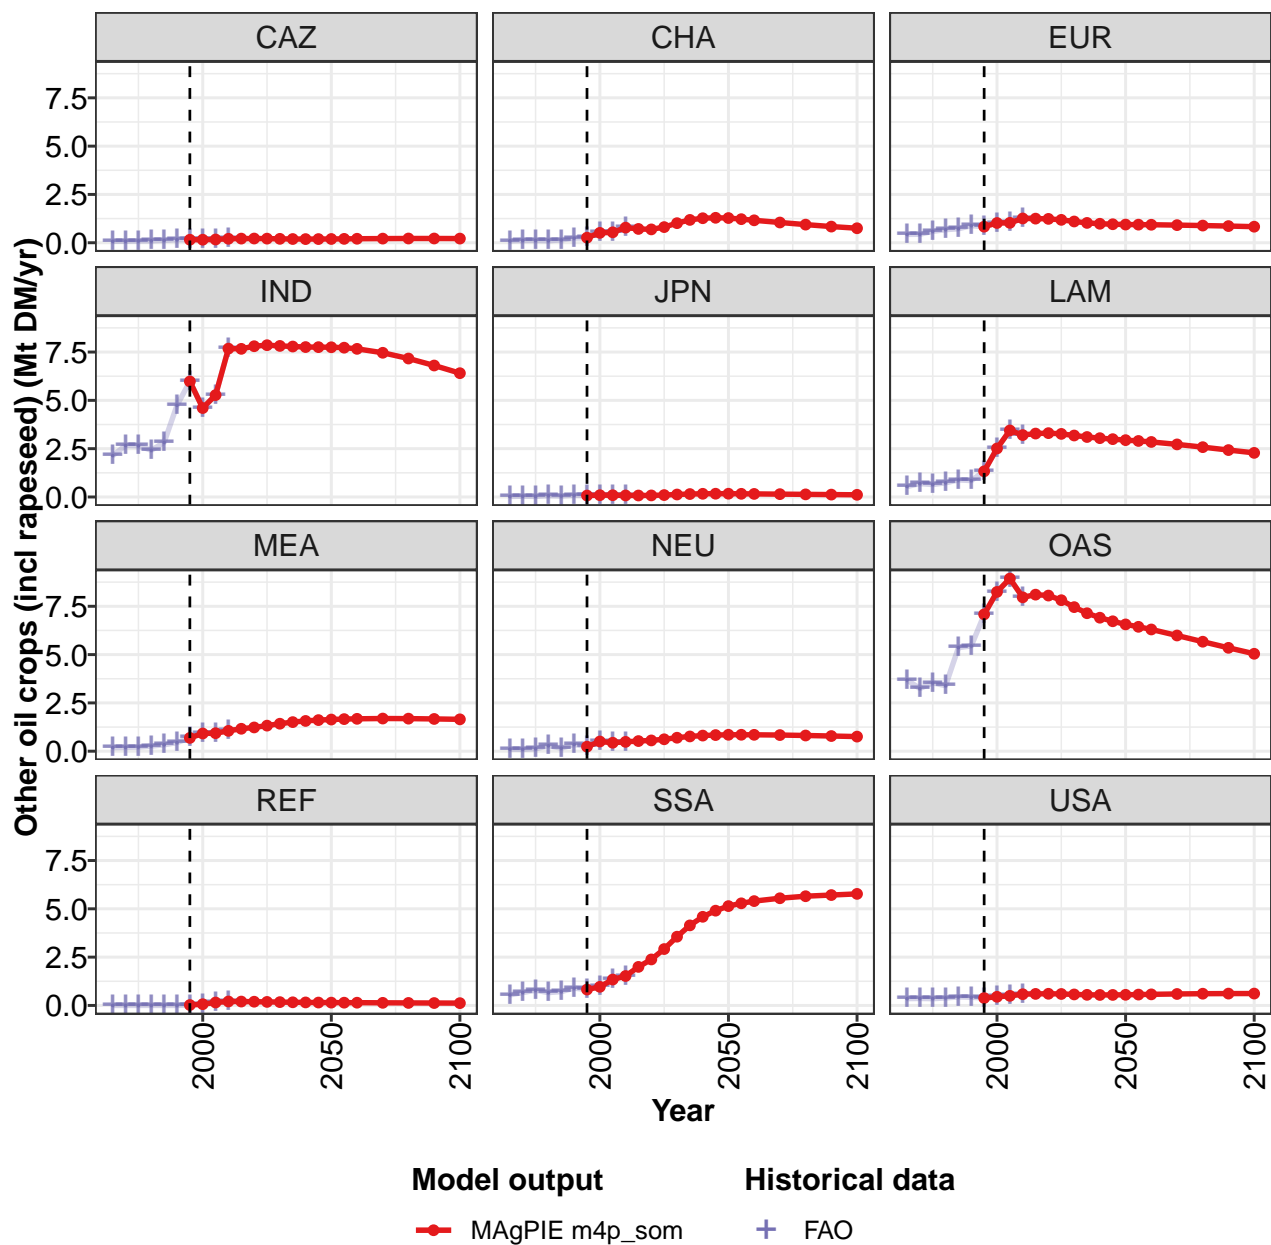 CAZ CHA EUR
7.5
5.0
2.5
0.0
IND JPN LAM
7.5
5.0
2.5
0.0
MEA NEU OAS
7.5
5.0
2.5
0.0
REF SSA USA
7.5
5.0
2.5
0.0
Other oil crops (incl rapeseed) (Mt DM/yr)
2000 2050 2100 2000 2050 2100 2000 2050 2100
Year
Model output Historical data
MAgPIE m4p_som FAO